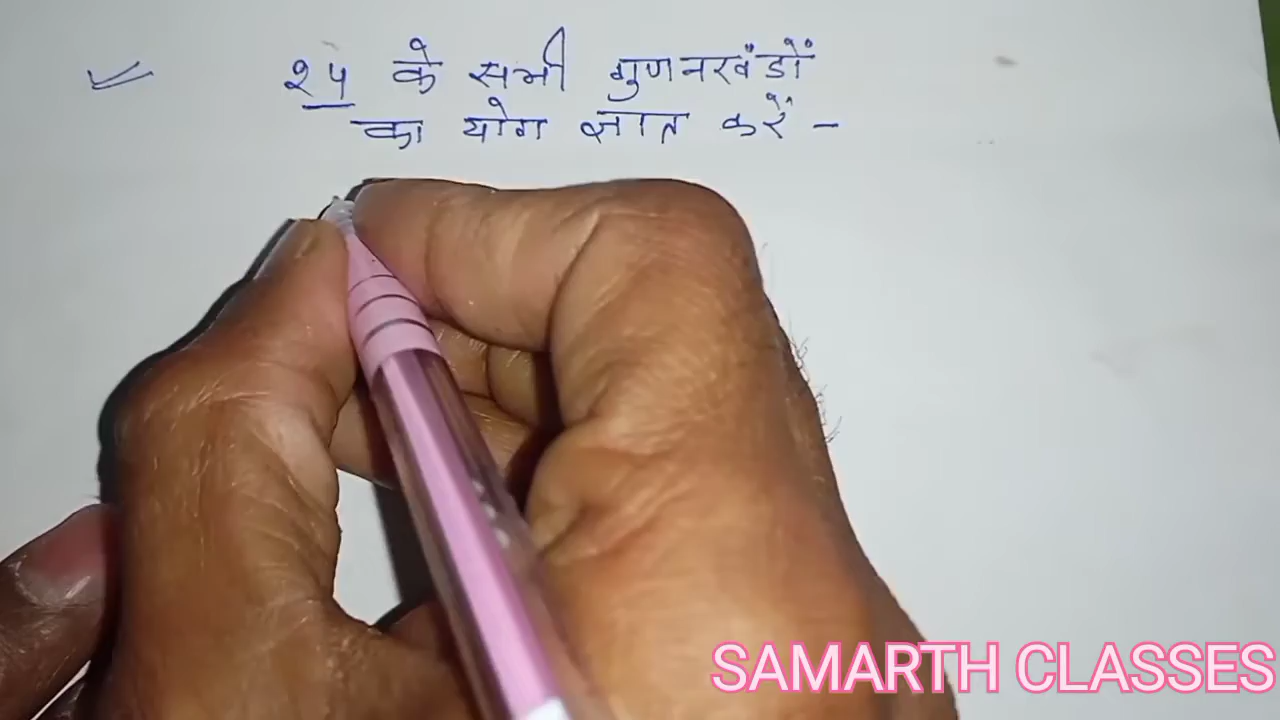 २५ के सभी गुणनखंडों
का योग ज्ञात करें -
SAMARTH CLASSES